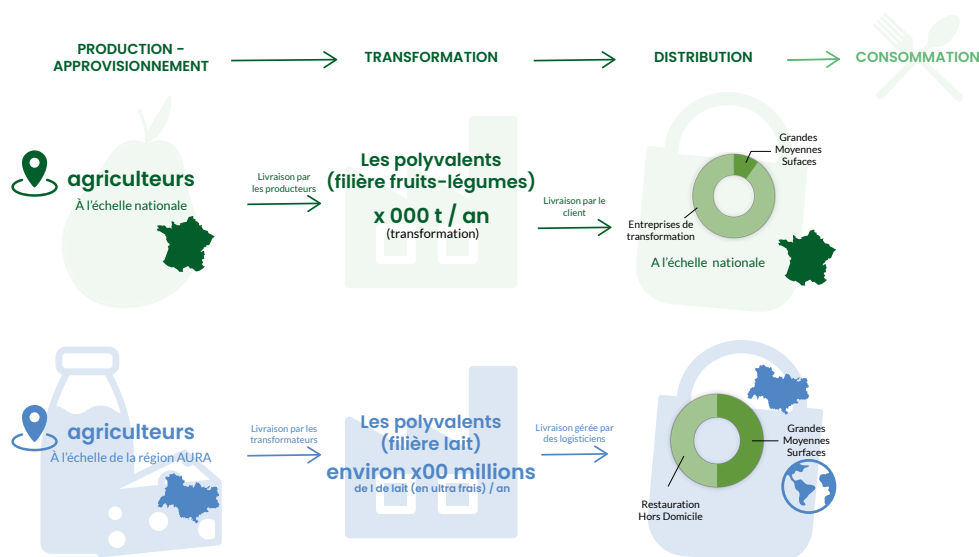 PRODUCTION -
APPROVISIONNEMENT
TRANSFORMATION
DISTRIBUTION
CONSOMMATION
agriculteurs
À l'échelle nationale
Livraison par
les producteurs
Les polyvalents
(filière fruits-légumes)
x 000 t / an
(transformation)
Livraison par le
client
Grandes
Moyennes
Sufaces
Entreprises de
transformation
A l'échelle nationale
agriculteurs
À l'échelle de la région AURA
Livraison par les
transformateurs
Les polyvalents
(filière lait)
environ x00 millions
de l de lait (en ultra frais) / an
Livraison gérée par
des logisticiens
Grandes
Moyennes
Surfaces
Restauration
Hors Domicile